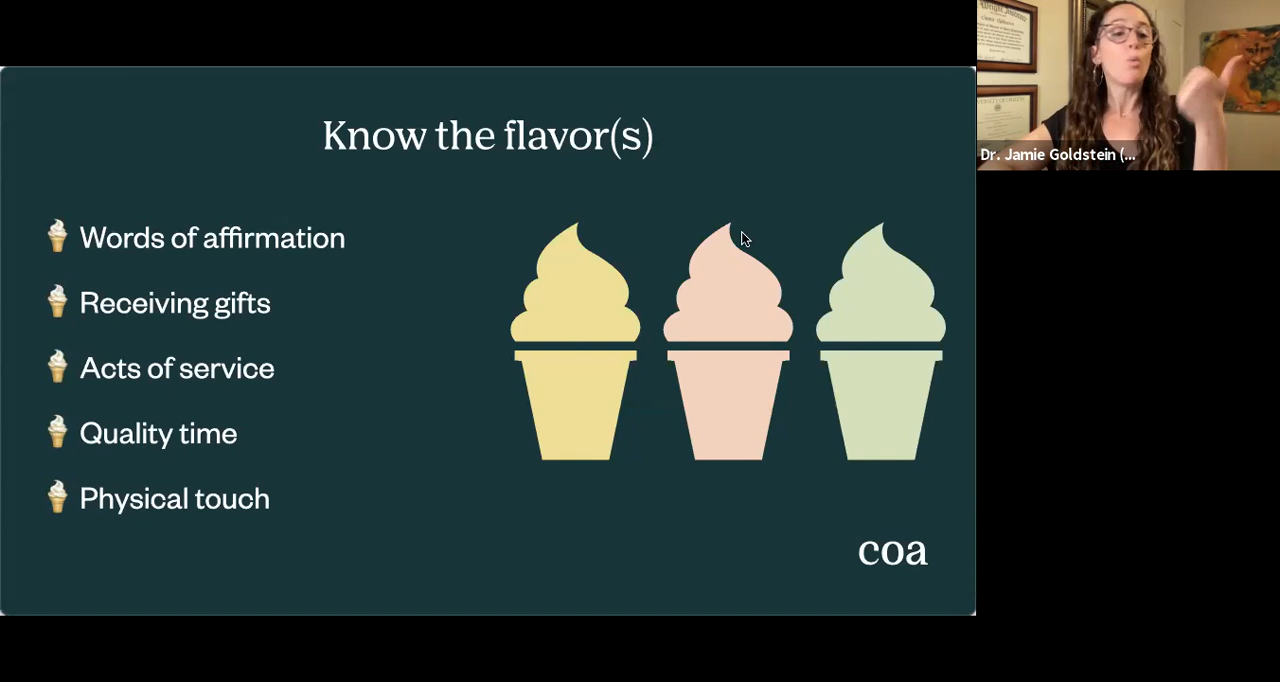 Know the flavor(s)
Words of affirmation
Receiving gifts
Acts of service
Quality time
Physical touch
coa
Dr. Jamie Goldstein (...